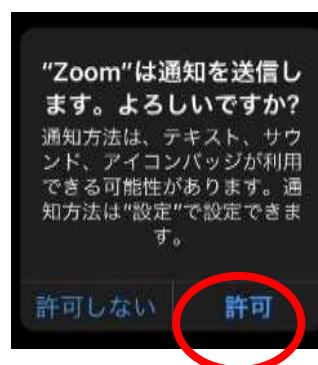 “Zoom”は通知を送信し
ます。よろしいですか?
通知方法は、テキスト、サウ
ンド、アイコンバッジが利用
できる可能性があります。通
知方法は“設定”で設定できま
す。
許可しない 許可